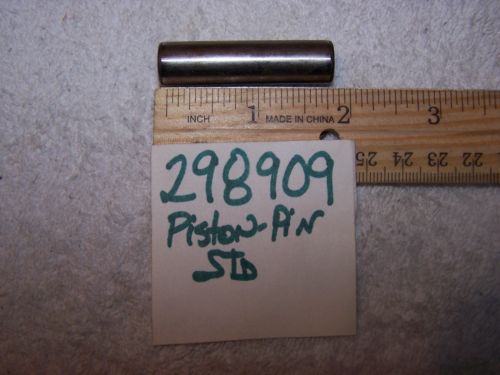 INCH 1 MADE IN CHINA 2 3
25 24 23 22
298909
Piston-Pin
STD